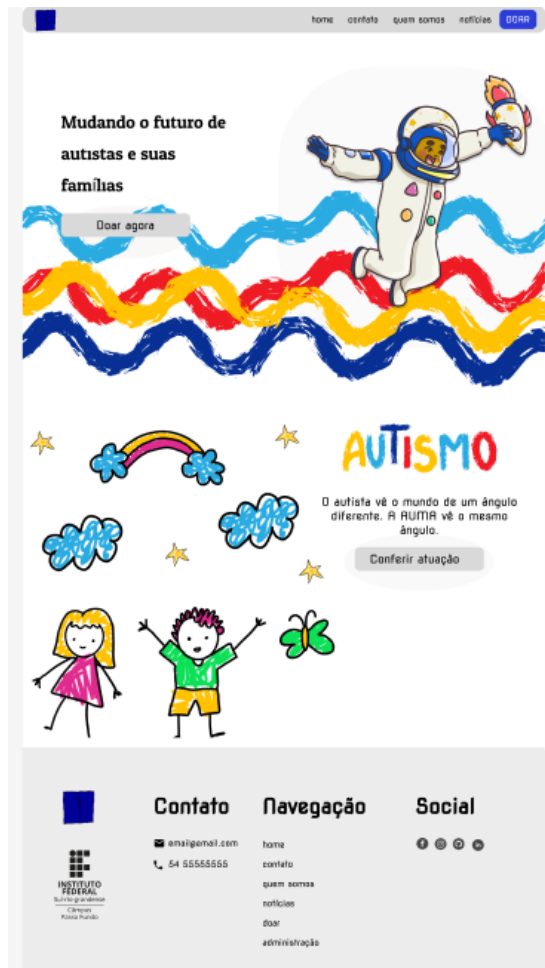 home contato quem somos notícias DOAR
Mudando o futuro de
autistas e suas
famílias
Doar agora
AUTISMO
O autista vê o mundo de um ângulo
diferente. A AUMA vê o mesmo
ângulo.
Conferir atuação
Contato
email@email.com
54 55555555
Navegação
home
contato
quem somos
notícias
doar
administração
Social
INSTITUTO
FEDERAL
Sul-rio-grandense
Câmpus
Passo Fundo